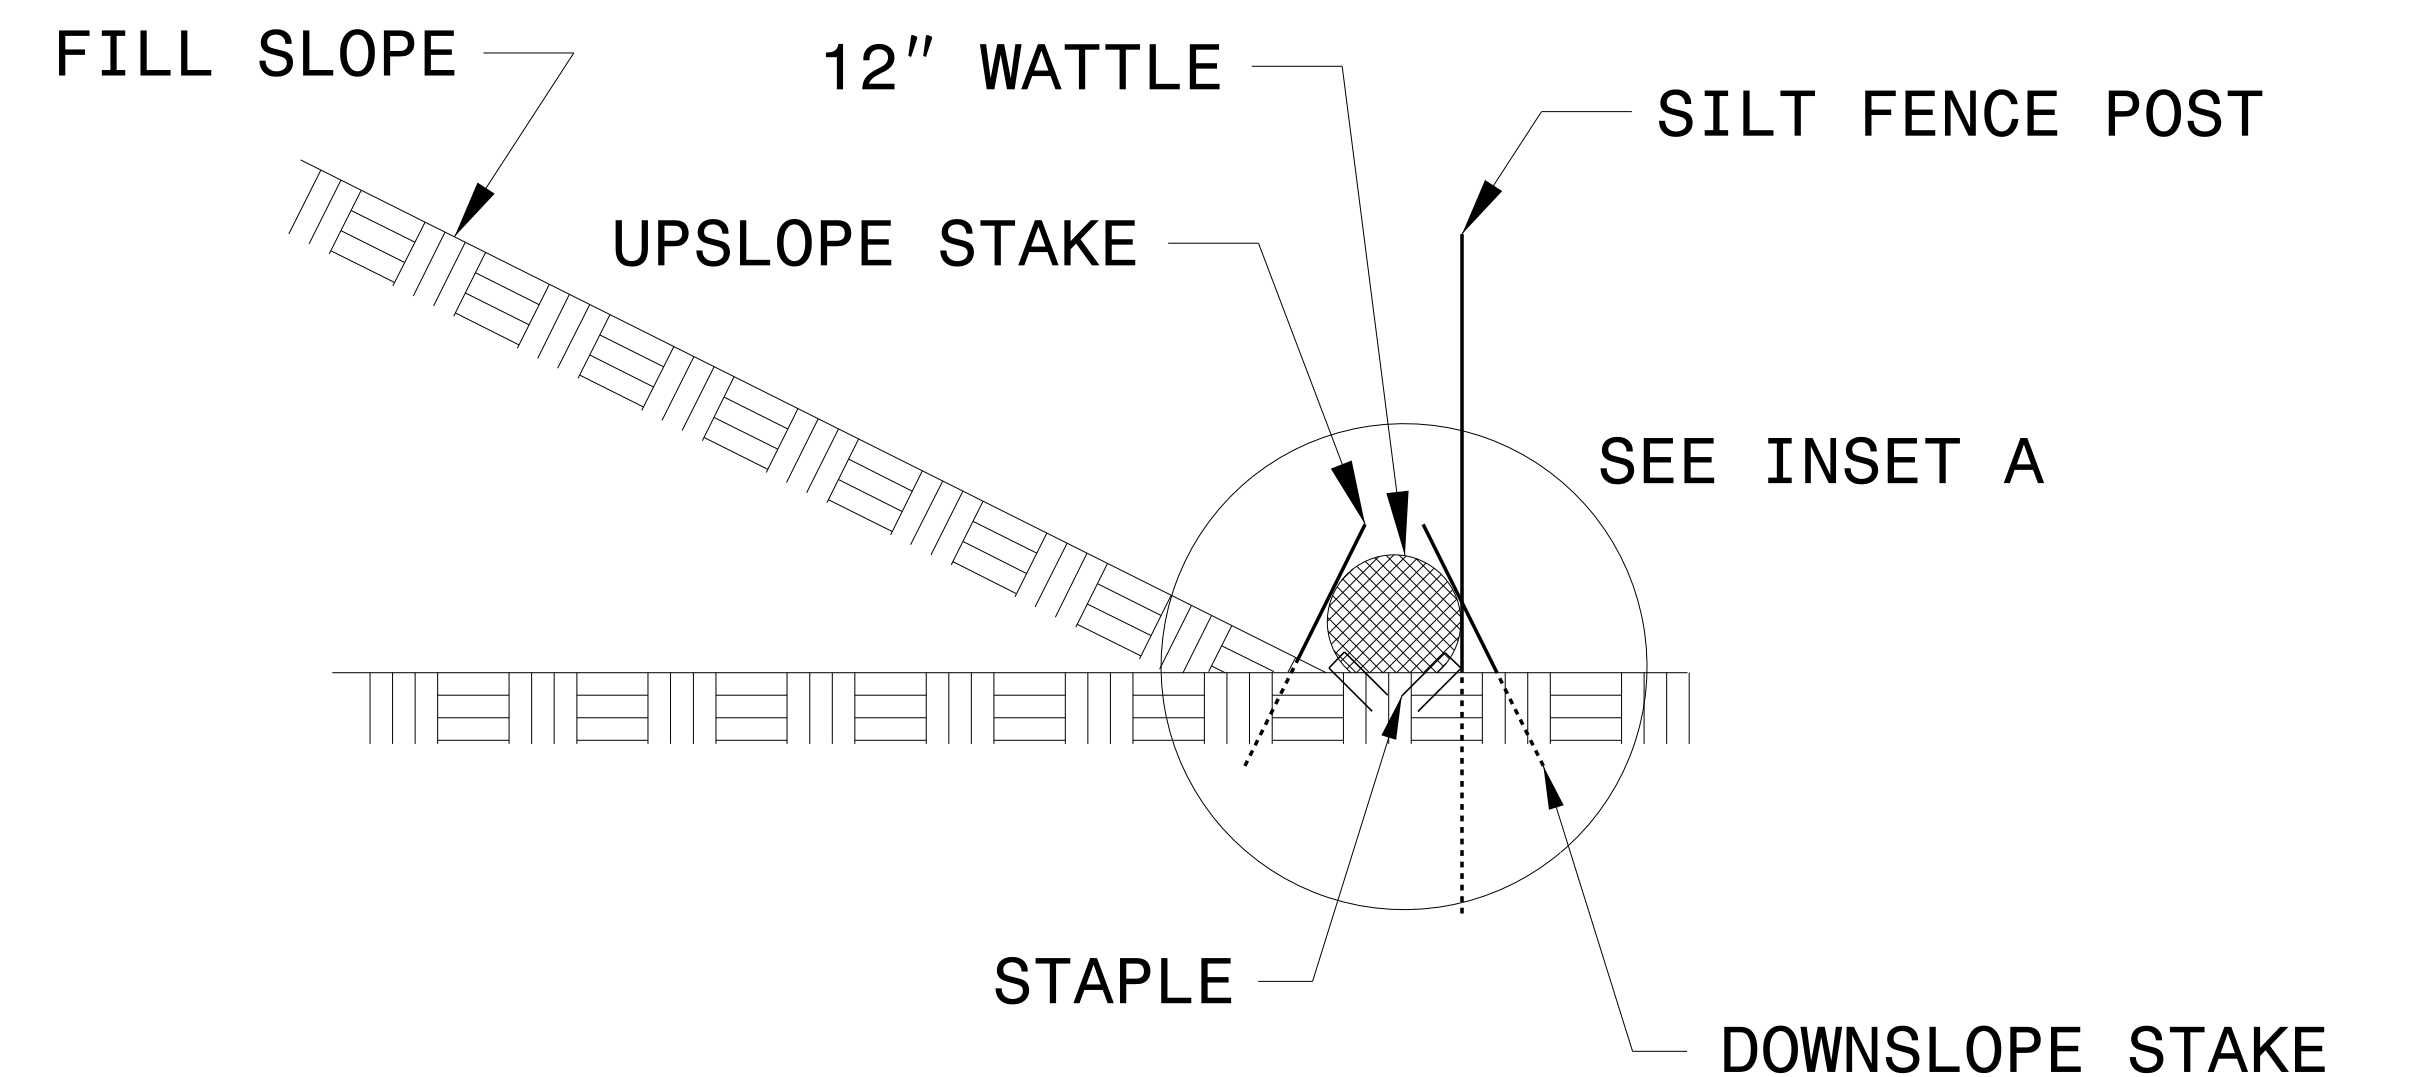 FILL SLOPE
12" WATTLE
SILT FENCE POST
UPSLOPE STAKE
SEE INSET A
STAPLE
DOWNSLOPE STAKE